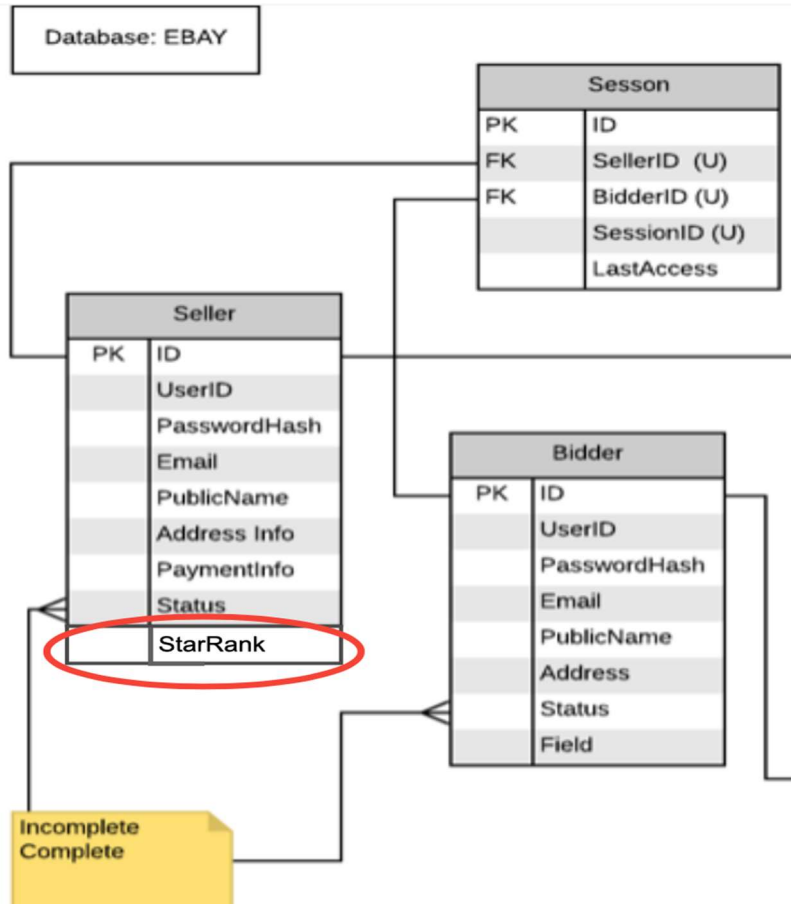 Database: EBAY
Sesson
PK ID
FK SellerID (U)
FK BidderID (U)
SessionID (U)
LastAccess
Seller
PK ID
UserID
PasswordHash
Email
PublicName
Address Info
PaymentInfo
Status
StarRank
Bidder
PK ID
UserID
PasswordHash
Email
PublicName
Address
Status
Field
Incomplete
Complete